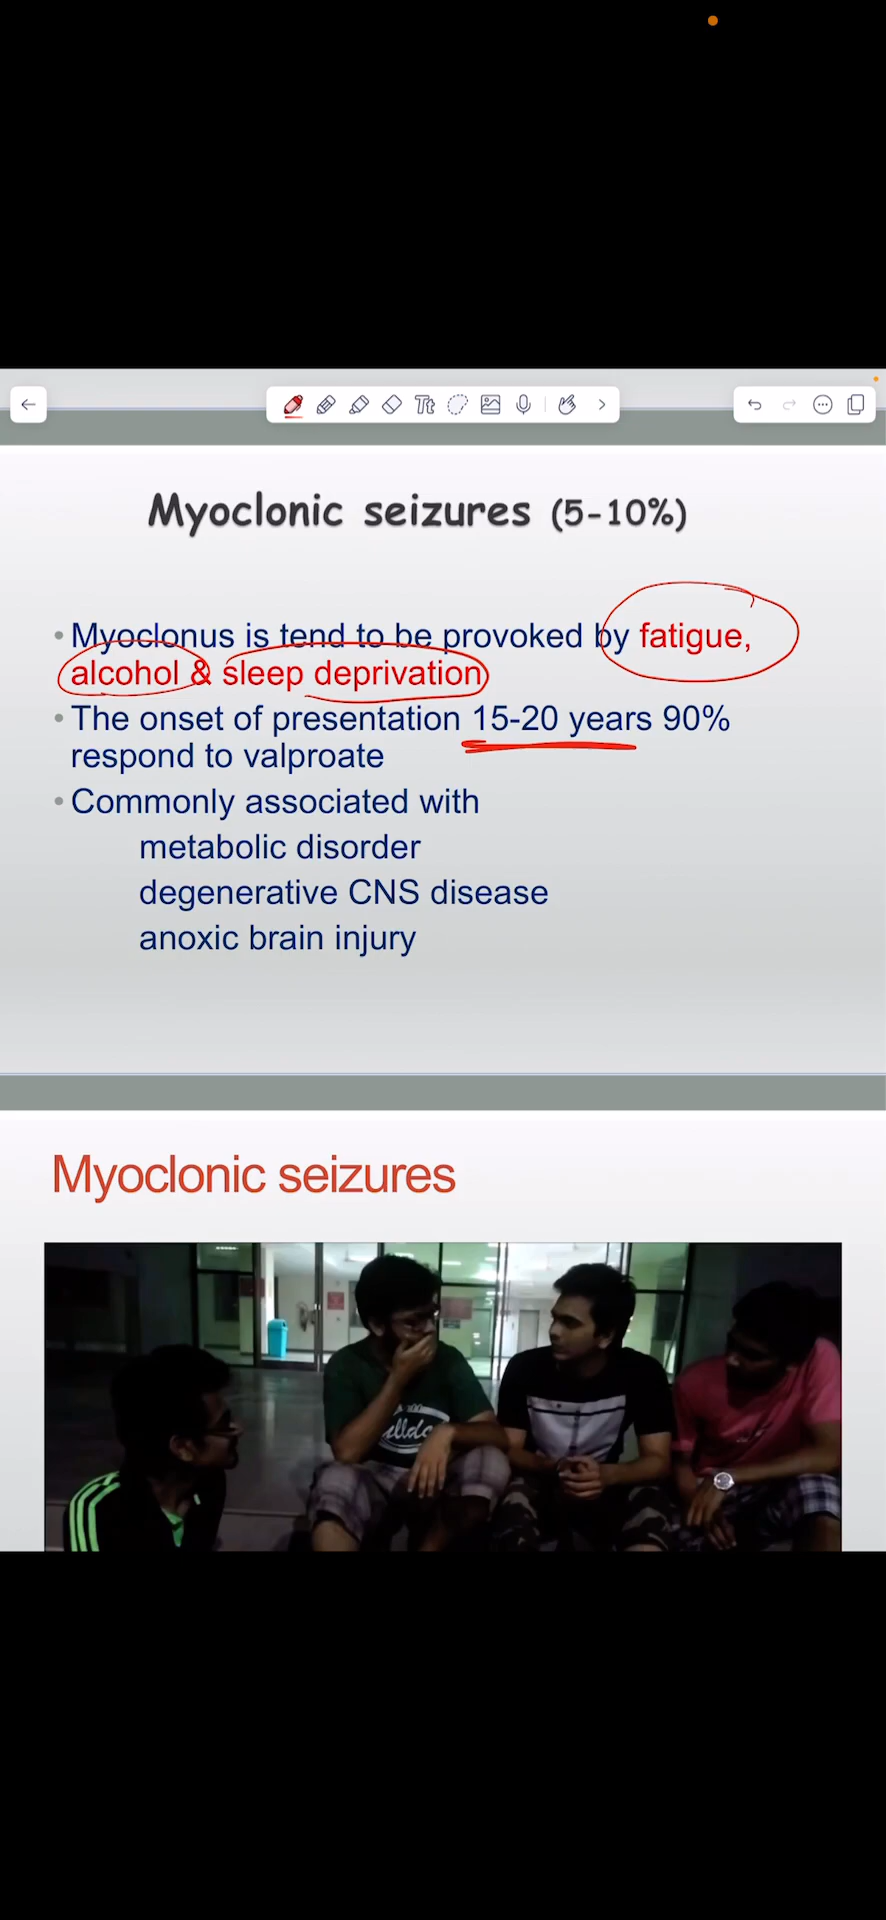 Tt
Myoclonic seizures (5-10%)
• Myoclonus is tend to be provoked by fatigue,
alcohol & sleep deprivation
• The onset of presentation 15-20 years 90%
respond to valproate
• Commonly associated with
metabolic disorder
degenerative CNS disease
anoxic brain injury
Myoclonic seizures